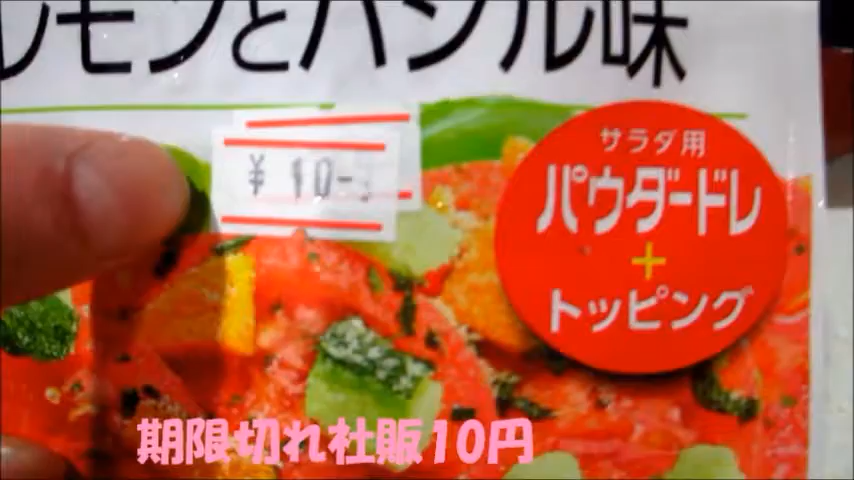 レモンとバジル味
¥10-
サラダ用
パウダードレ
+
トッピング
期限切れ社販10円